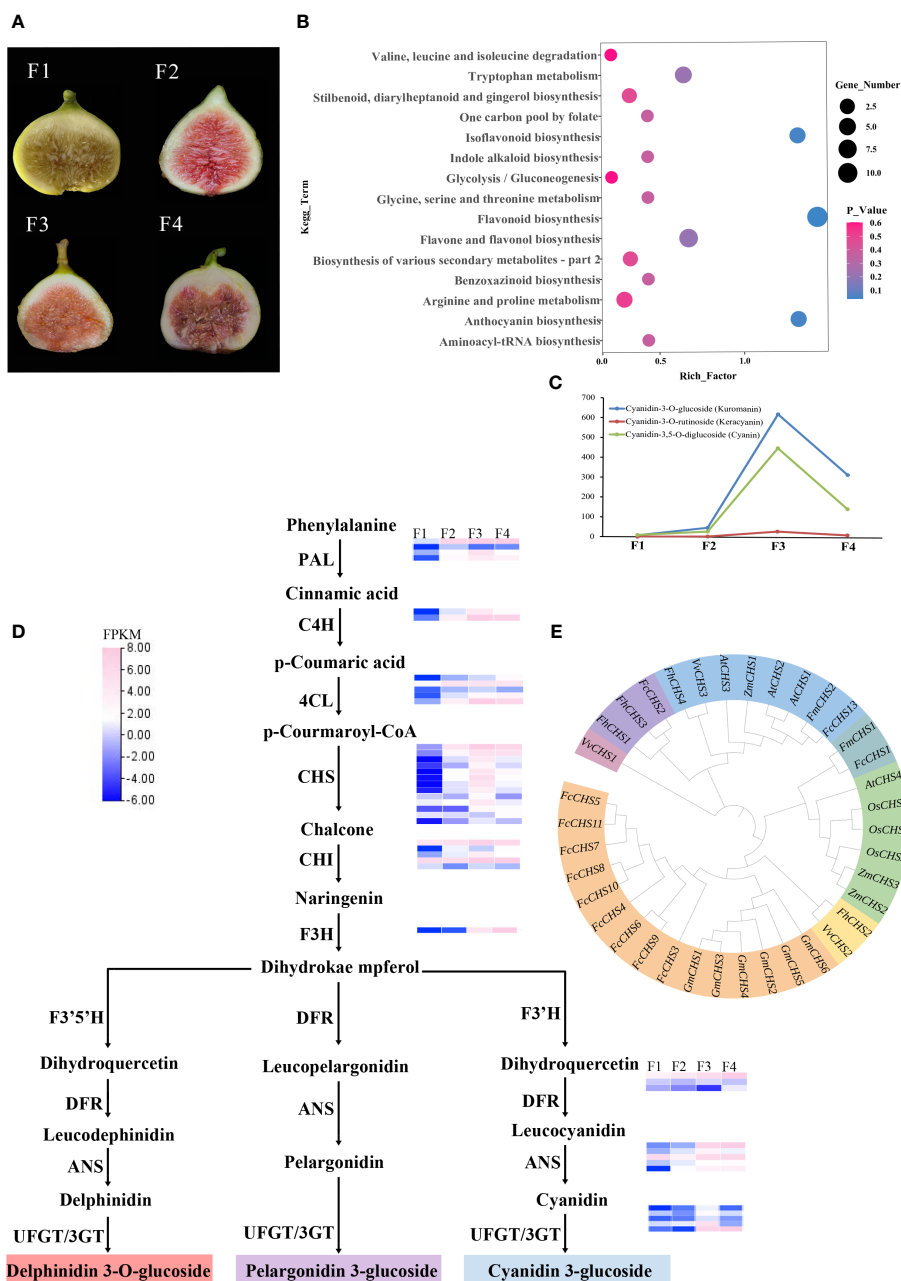 A
F1
F2
F3
F4
B
Kegg_Term
Valine, leucine and isoleucine degradation
Tryptophan metabolism
Stilbenoid, diarylheptanoid and gingerol biosynthesis
One carbon pool by folate
Isoflavonoid biosynthesis
Indole alkaloid biosynthesis
Glycolysis / Gluconeogenesis
Glycine, serine and threonine metabolism
Flavonoid biosynthesis
Flavone and flavonol biosynthesis
Biosynthesis of various secondary metabolites - part 2
Benzoxazinoid biosynthesis
Arginine and proline metabolism
Anthocyanin biosynthesis
Aminoacyl-tRNA biosynthesis
0.0 0.5 1.0
Rich_Factor
Gene_Number
2.5
5.0
7.5
10.0
P_Value
0.6
0.5
0.4
0.3
0.2
0.1
C
700
600
500
400
300
200
100
0
Cyanidin-3-O-glucoside (Kuromanin)
Cyanidin-3-O-rutinoside (Keracyanin)
Cyanidin-3,5-O-diglucoside (Cyanin)
F1 F2 F3 F4
D
FPKM
8.00
4.00
0.00
-4.00
-6.00
Phenylalanine
F1 F2 F3 F4
PAL
Cinnamic acid
C4H
p-Coumaric acid
4CL
p-Courmaroyl-CoA
CHS
Chalcone
CHI
Naringenin
F3H
Dihydrokae mpferol
F3'5'H
Dihydroquercetin
DFR
Leucodephinidin
ANS
Delphinidin
UFGT/3GT
Delphinidin 3-O-glucoside
DFR
Leucopelargonidin
ANS
Pelargonidin
UFGT/3GT
Pelargonidin 3-glucoside
F3'H
Dihydroquercetin
F1 F2 F3 F4
DFR
Leucocyanidin
ANS
Cyanidin
UFGT/3GT
Cyanidin 3-glucoside
E
VvCHS1
FhCHS1
FhCHS3
FcCHS2
FhCHS4
VvCHS3
AtCHS3
ZmCHS1
AtCHS2
AtCHS1
FmCHS2
FcCHS13
FmCHS1
FcCHS1
AtCHS4
OsCHS
OsCHS
OsCHS
ZmCHS3
ZmCHS2
FhCHS2
VvCHS2
GmCHS6
GmCHS5
GmCHS2
GmCHS4
GmCHS3
GmCHS1
FcCHS3
FcCHS9
FcCHS6
FcCHS4
FcCHS10
FcCHS8
FcCHS7
FcCHS11
FcCHS5